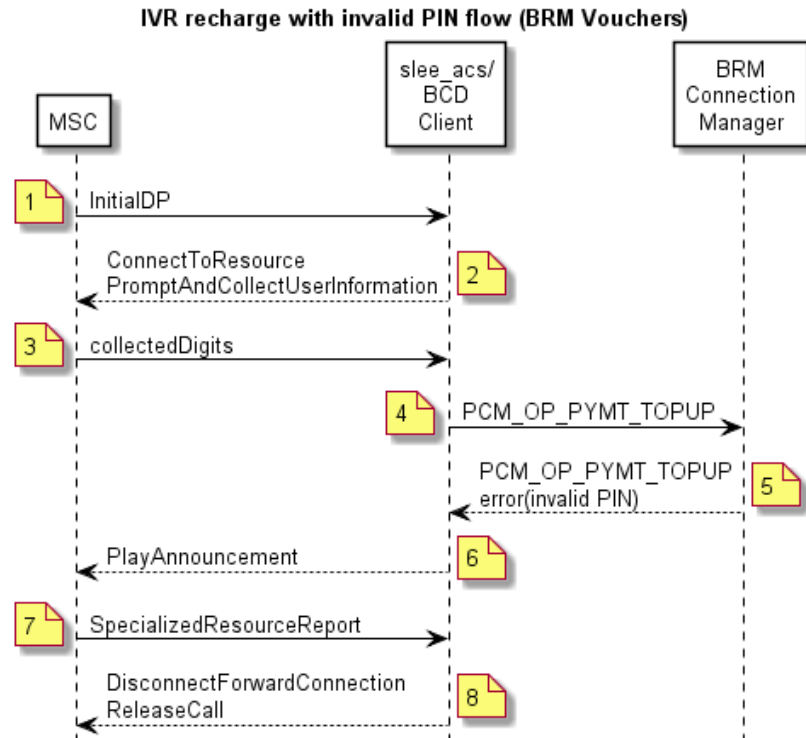 IVR recharge with invalid PIN flow (BRM Vouchers)
MSC
slee_acs/
BCD
Client
BRM
Connection
Manager
1
InitialDP
ConnectToResource
PromptAndCollectUserInformation
2
3
collectedDigits
4
PCM_OP_PYMT_TOPUP
PCM_OP_PYMT_TOPUP
error(invalid PIN)
5
PlayAnnouncement
6
7
SpecializedResourceReport
DisconnectForwardConnection
ReleaseCall
8